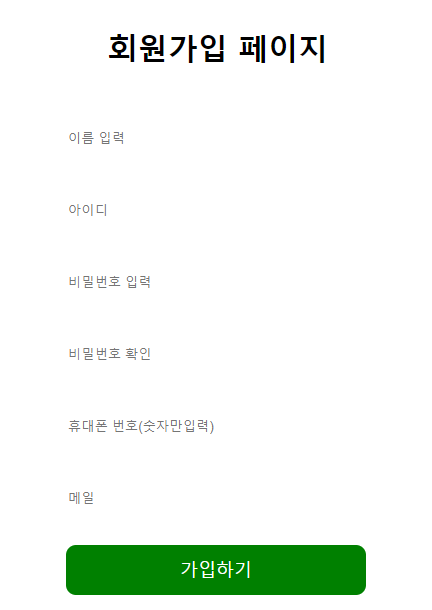 회원가입 페이지
이름 입력
아이디
비밀번호 입력
비밀번호 확인
휴대폰 번호(숫자만입력)
메일
가입하기